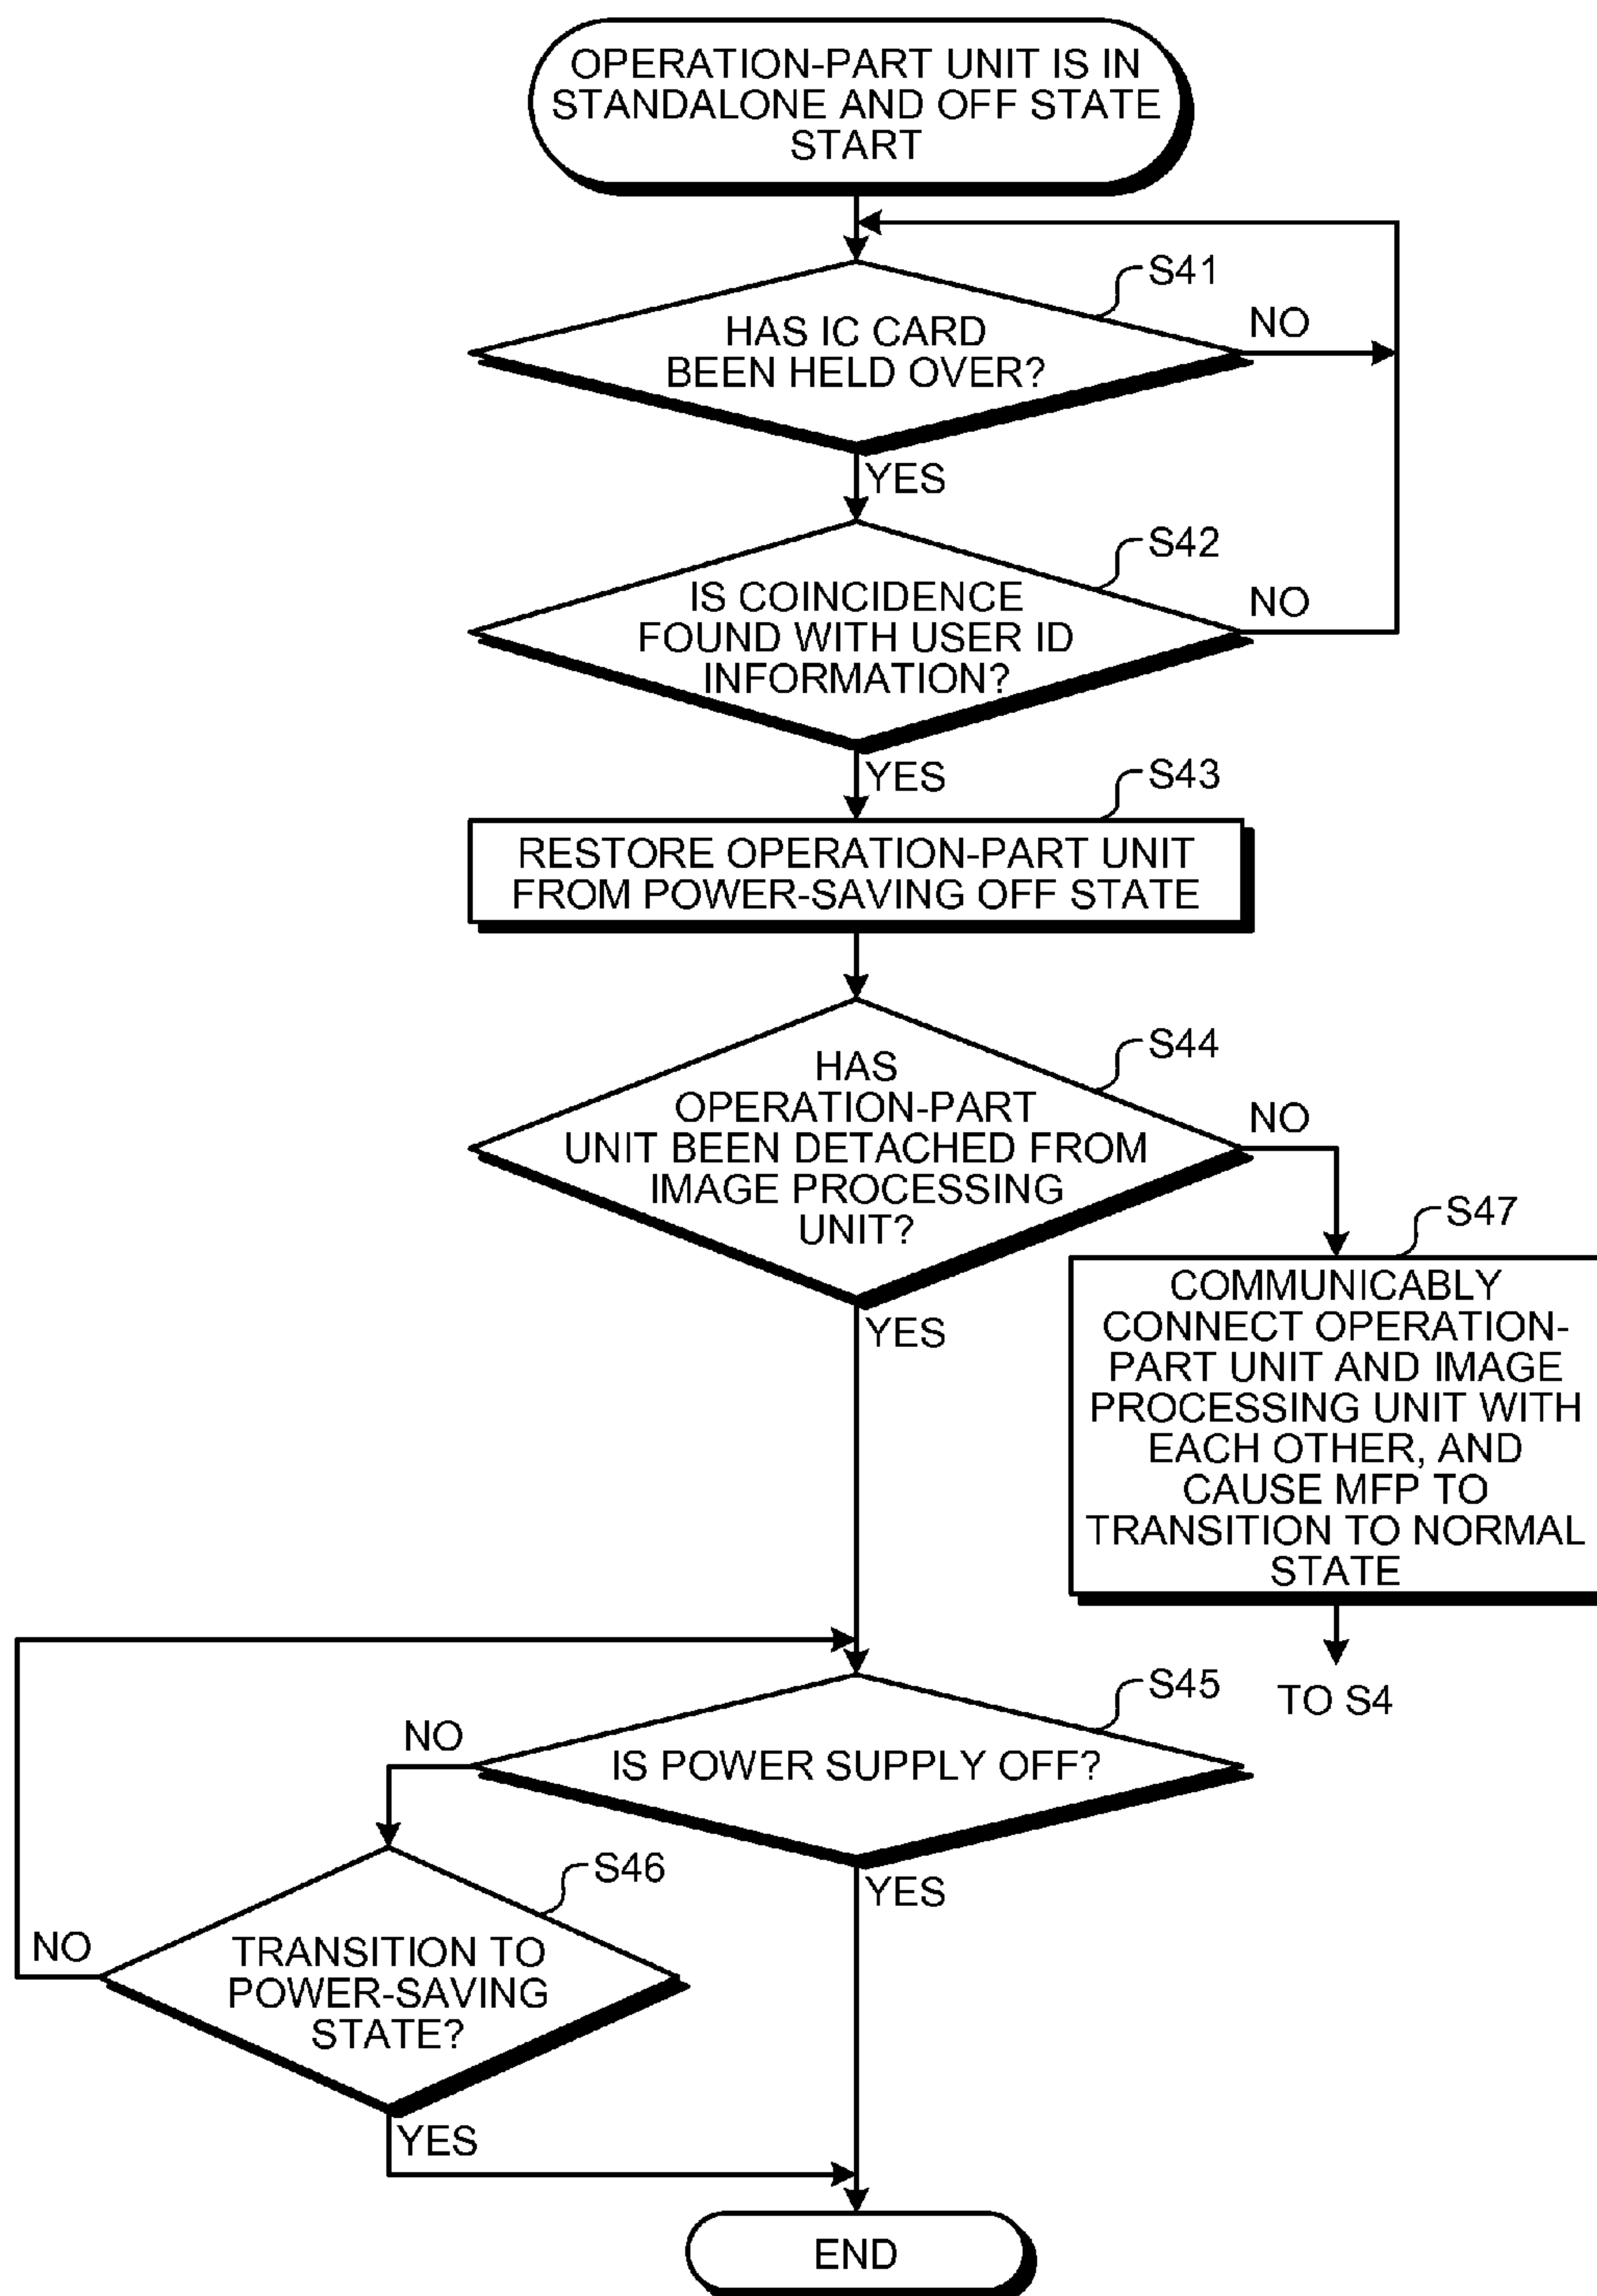 OPERATION-PART UNIT IS IN
STANDALONE AND OFF STATE
START
S41
HAS IC CARD
BEEN HELD OVER?
NO
YES
S42
IS COINCIDENCE
FOUND WITH USER ID
INFORMATION?
NO
YES
S43
RESTORE OPERATION-PART UNIT
FROM POWER-SAVING OFF STATE
S44
HAS
OPERATION-PART
UNIT BEEN DETACHED FROM
IMAGE PROCESSING
UNIT?
NO
YES
S47
COMMUNICABLY
CONNECT OPERATION-
PART UNIT AND IMAGE
PROCESSING UNIT WITH
EACH OTHER, AND
CAUSE MFP TO
TRANSITION TO NORMAL
STATE
TO S4
S45
IS POWER SUPPLY OFF?
NO
YES
S46
TRANSITION TO
POWER-SAVING
STATE?
NO
YES
END